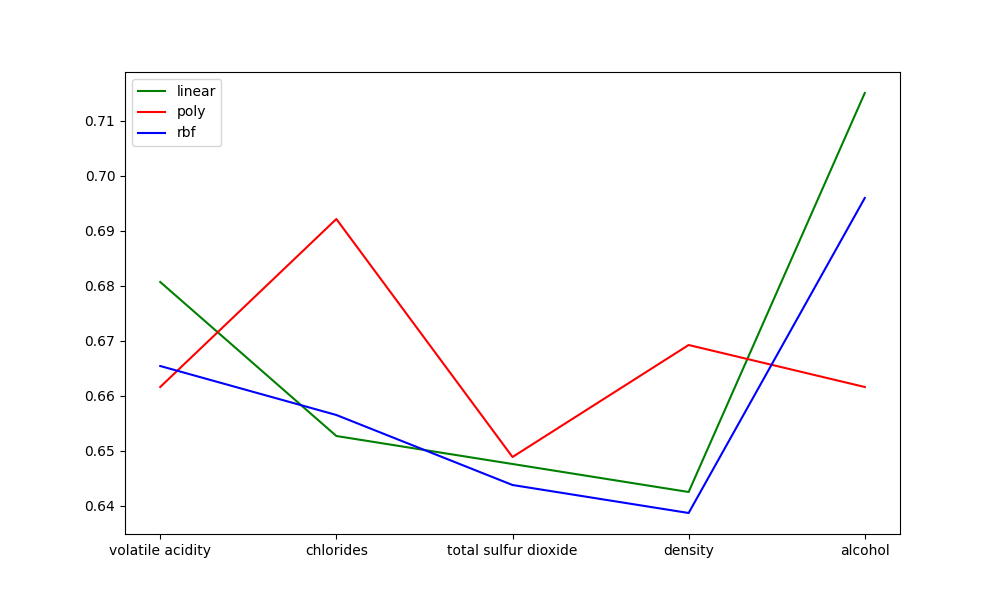 linear
poly
rbf
0.71
0.70
0.69
0.68
0.67
0.66
0.65
0.64
volatile acidity chlorides total sulfur dioxide density alcohol